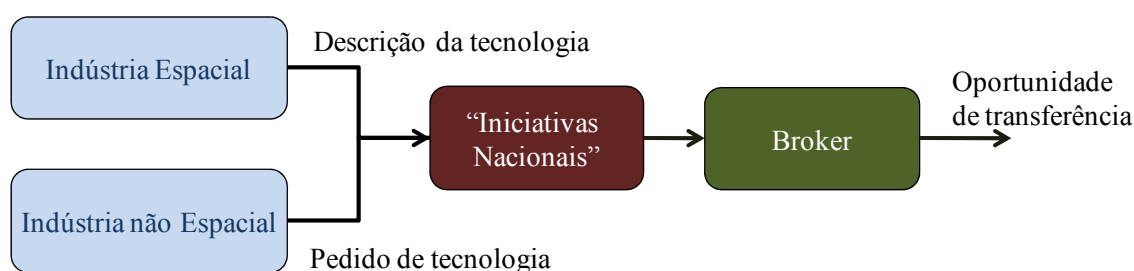 Indústria Espacial
Descrição da tecnologia
“Iniciativas
Nacionais”
Broker
Oportunidade
de transferência
Indústria não Espacial
Pedido de tecnologia